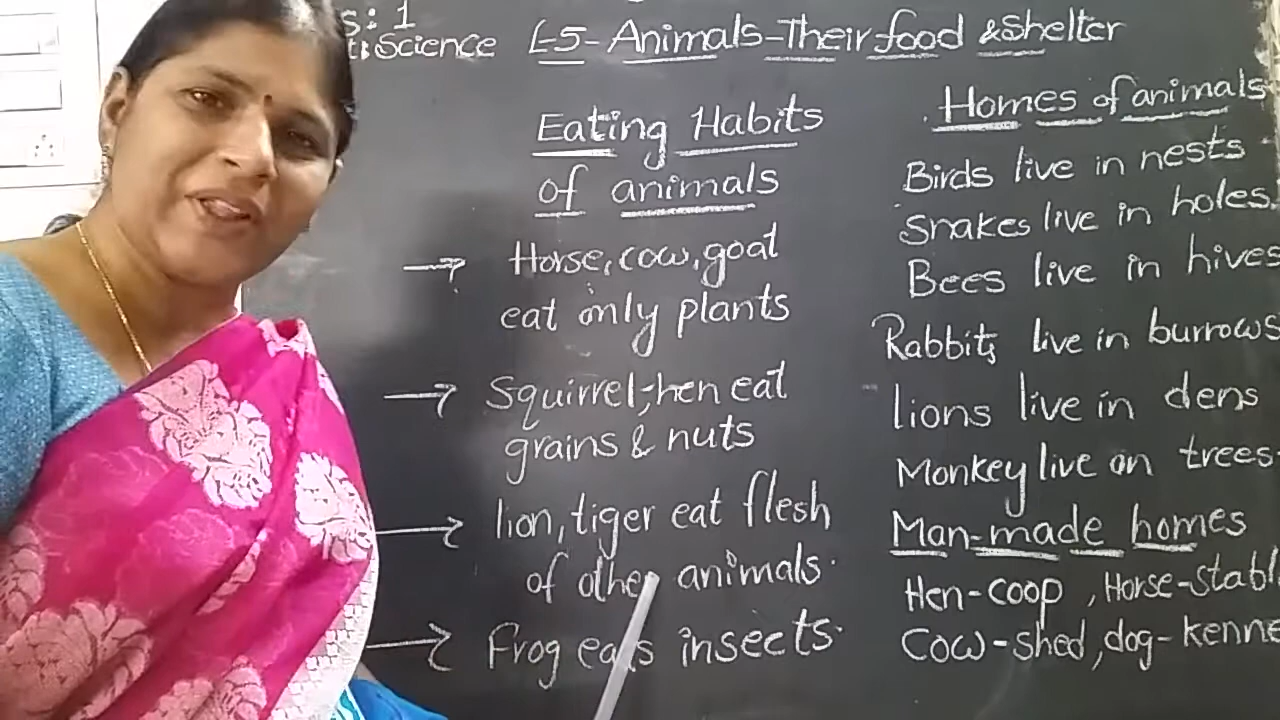 s: 1
t: Science L-5- Animals-Their food & Shelter
Eating Habits
of animals
→ Horse, cow, goat
eat only plants
→ Squirrel, hen eat
grains & nuts
→ lion, tiger eat flesh
of other animals.
→ Frog eats insects.
Homes of animals
Birds live in nests
Snakes live in holes.
Bees live in hives
Rabbits live in burrows
lions live in dens
Monkey live on trees
Man-made homes
Hen-coop, Horse-stabl
Cow-shed, dog-kenne